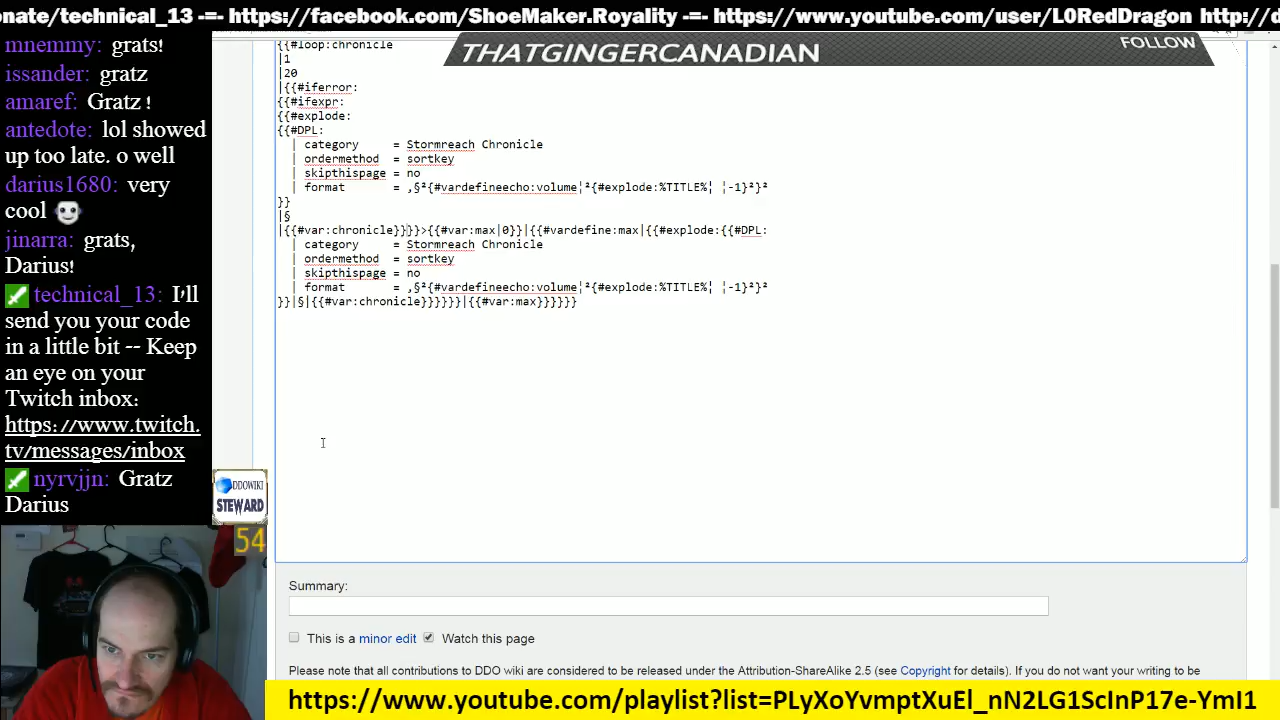 onate/technical_13 -=- https://facebook.com/ShoeMaker.Royality -=- https://www.youtube.com/user/L0RedDragon http://d
THATGINGERCANADIAN
FOLLOW
mnemmy: grats!
issander: gratz
amaref: Gratz !
antedote: lol showed
up too late. o well
darius1680: very
cool
jinarra: grats,
Darius!
technical_13: I'll
send you your code
in a little bit -- Keep
an eye on your
Twitch inbox:
https://www.twitch.
tv/messages/inbox
nyrvjjn: Gratz
Darius
{{#loop:chronicle
|1
|20
|{{#iferror:
{{#ifexpr:
{{#explode:
{{#DPL:
| category = Stormreach Chronicle
| ordermethod = sortkey
| skipthispage = no
| format = ,§²{#vardefineecho:volume¦²{#explode:%TITLE%¦ ¦-1}²}²
}}
|§
|{{#var:chronicle}}}}>{{#var:max|0}}|{{#vardefine:max|{{#explode:{{#DPL:
| category = Stormreach Chronicle
| ordermethod = sortkey
| skipthispage = no
| format = ,§²{#vardefineecho:volume¦²{#explode:%TITLE%¦ ¦-1}²}²
}}|§|{{#var:chronicle}}}}}}|{{#var:max}}}}}}
DDOWIKI
STEWARD
54
Summary:
This is a minor edit
Watch this page
Please note that all contributions to DDO wiki are considered to be released under the Attribution-ShareAlike 2.5 (see Copyright for details). If you do not want your writing to be
https://www.youtube.com/playlist?list=PLyXoYvmptXuEl_nN2LG1ScInP17e-YmI1